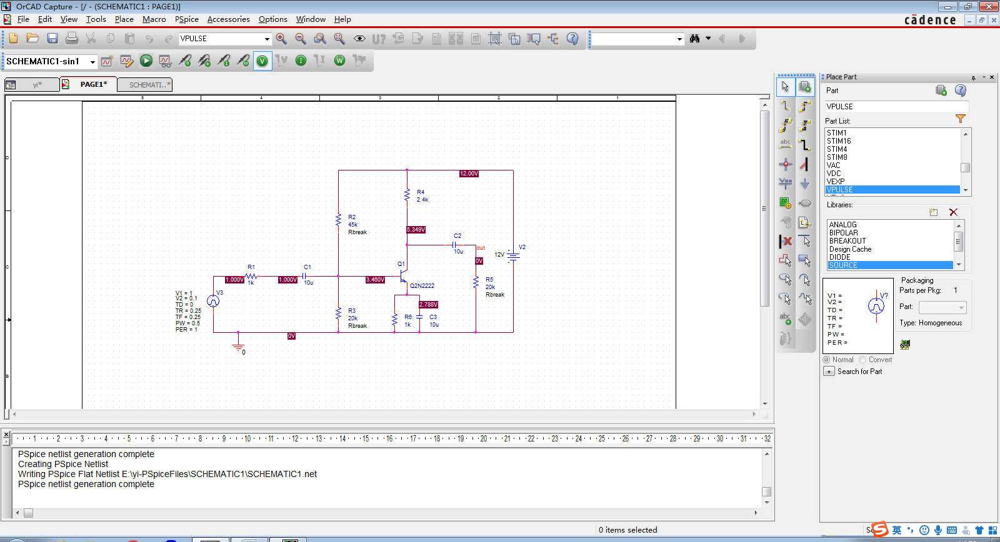 OrCAD Capture - [/ - (SCHEMATIC1 : PAGE1)]
File Edit View Tools Place Macro PSpice Accessories Options Window Help
cādence
VPULSE
SCHEMATIC1-sin1
yi*
PAGE1*
SCHEMATI..*
5 4 3 2 1
D
C
B
12.00V
R4
2.4k
R2
45k
Rbreak
5.349V
C2
10u
out
0V
12V
V2
Q1
Q2N2222
R1
1k
1.000V
1.000V
C1
10u
3.460V
R5
20k
Rbreak
V3
V1 = 1
V2 = 0.1
TD = 0
TR = 0.25
TF = 0.25
PW = 0.5
PER = 1
2.788V
R3
20k
Rbreak
R6
1k
C3
10u
0V
0
Place Part
Part
VPULSE
Part List:
STIM1
STIM16
STIM4
STIM8
VAC
VDC
VEXP
VPULSE
Libraries:
ANALOG
BIPOLAR
BREAKOUT
Design Cache
DIODE
SOURCE
V1 =
V2 =
TD =
TR =
TF =
PW =
PER =
V?
Packaging
Parts per Pkg: 1
Part:
Type: Homogeneous
Normal Convert
Search for Part
1 2 3 4 5 6 7 8 9 10 11 12 13 14 15 16 17 18 19 20 21 22 23 24 25 26 27 28 29 30 31 32
PSpice netlist generation complete
Creating PSpice Netlist
Writing PSpice Flat Netlist E:\yi-PSpiceFiles\SCHEMATIC1\SCHEMATIC1.net
PSpice netlist generation complete
0 items selected
英